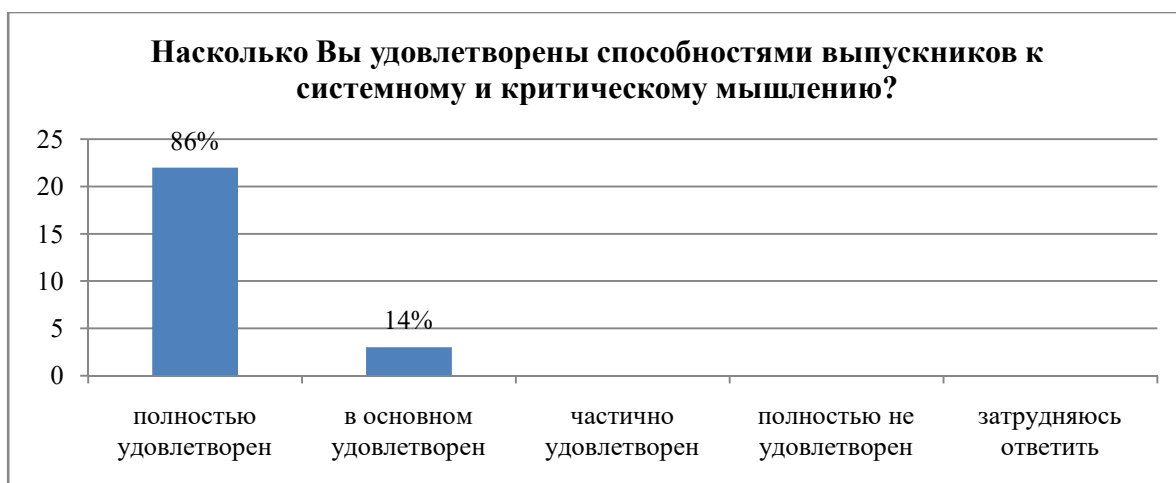 Насколько Вы удовлетворены способностями выпускников к
системному и критическому мышлению?
25
20
15
10
5
0
86%
14%
полностью
удовлетворен
в основном
удовлетворен
частично
удовлетворен
полностью не
удовлетворен
затрудняюсь
ответить